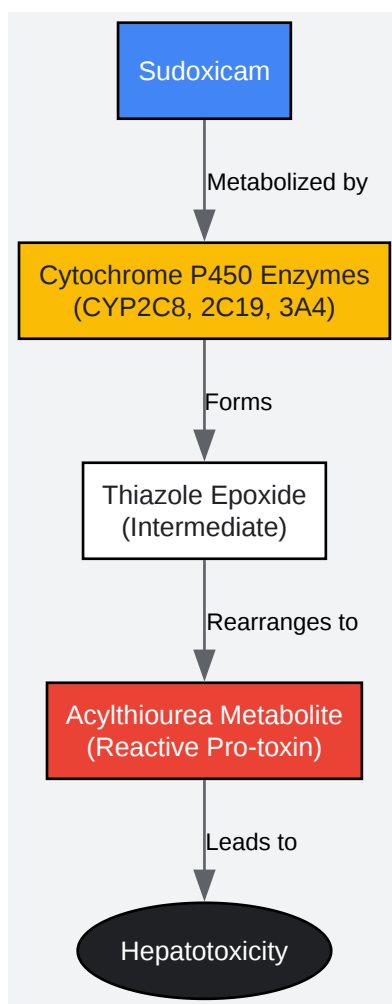 Sudoxicam
Metabolized by
Cytochrome P450 Enzymes
(CYP2C8, 2C19, 3A4)
Forms
Thiazole Epoxide
(Intermediate)
Rearranges to
Acylthiourea Metabolite
(Reactive Pro-toxin)
Leads to
Hepatotoxicity